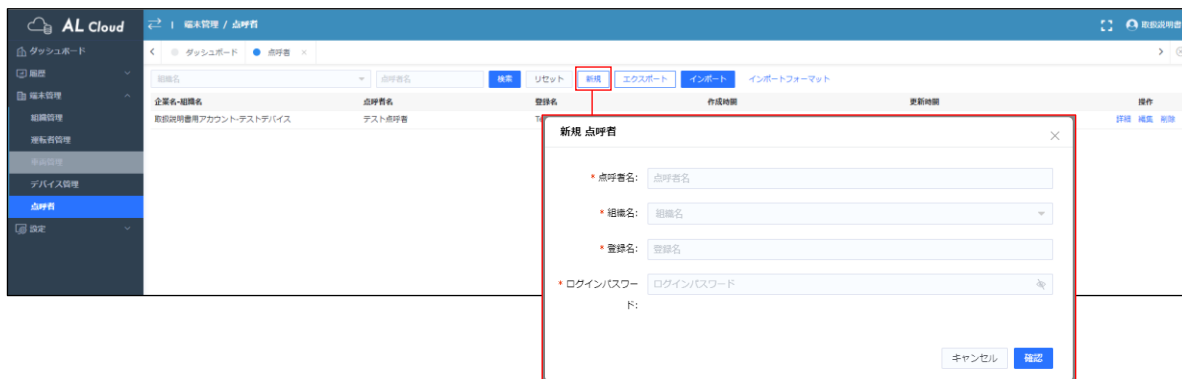 AL Cloud
端末管理 / 点呼者
取扱説明書
ダッシュボード
ダッシュボード 点呼者 ×
履歴
端末管理
組織管理
運転者管理
車両管理
デバイス管理
点呼者
設定
組織名 点呼者名 検索 リセット 新規 エクスポート インポート インポートフォーマット
企業名-組織名 点呼者名 登録名 作成時間 更新時間 操作
取扱説明書用アカウント-テストデバイス テスト点呼者 詳細 編集 削除
新規 点呼者
* 点呼者名: 点呼者名
* 組織名: 組織名
* 登録名: 登録名
* ログインパスワー ログインパスワード
ド:
キャンセル 確認